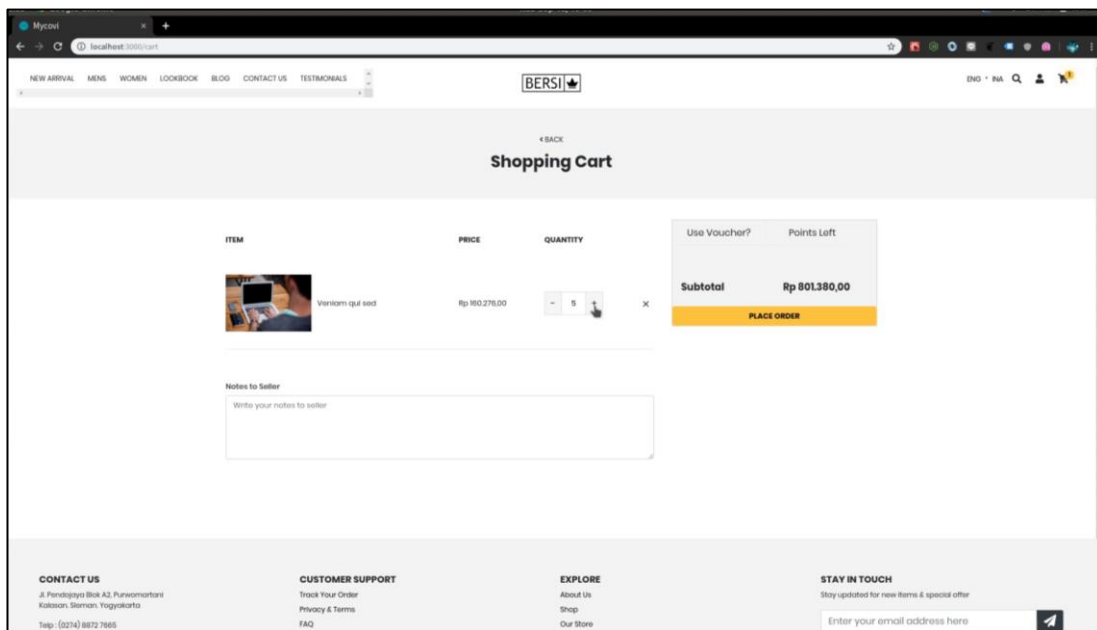 Mycovi
localhost:3000/cart
NEW ARRIVAL MENS WOMEN LOOKBOOK BLOG CONTACT US TESTIMONIALS
BERSI
ENG INA
1
BACK
Shopping Cart
ITEM PRICE QUANTITY
Use Voucher? Points Left
Veniam qui sed Rp 160.276,00 - 5 +
Subtotal Rp 801.380,00
PLACE ORDER
Notes to Seller
Write your notes to seller
CONTACT US
Jl. Pendojaya Blok A2, Purwomartani
Kalasan, Sleman, Yogyakarta
Telp : (0274) 8872 7665
CUSTOMER SUPPORT
Track Your Order
Privacy & Terms
FAQ
EXPLORE
About Us
Shop
Our Store
STAY IN TOUCH
Stay updated for new items & special offer
Enter your email address here